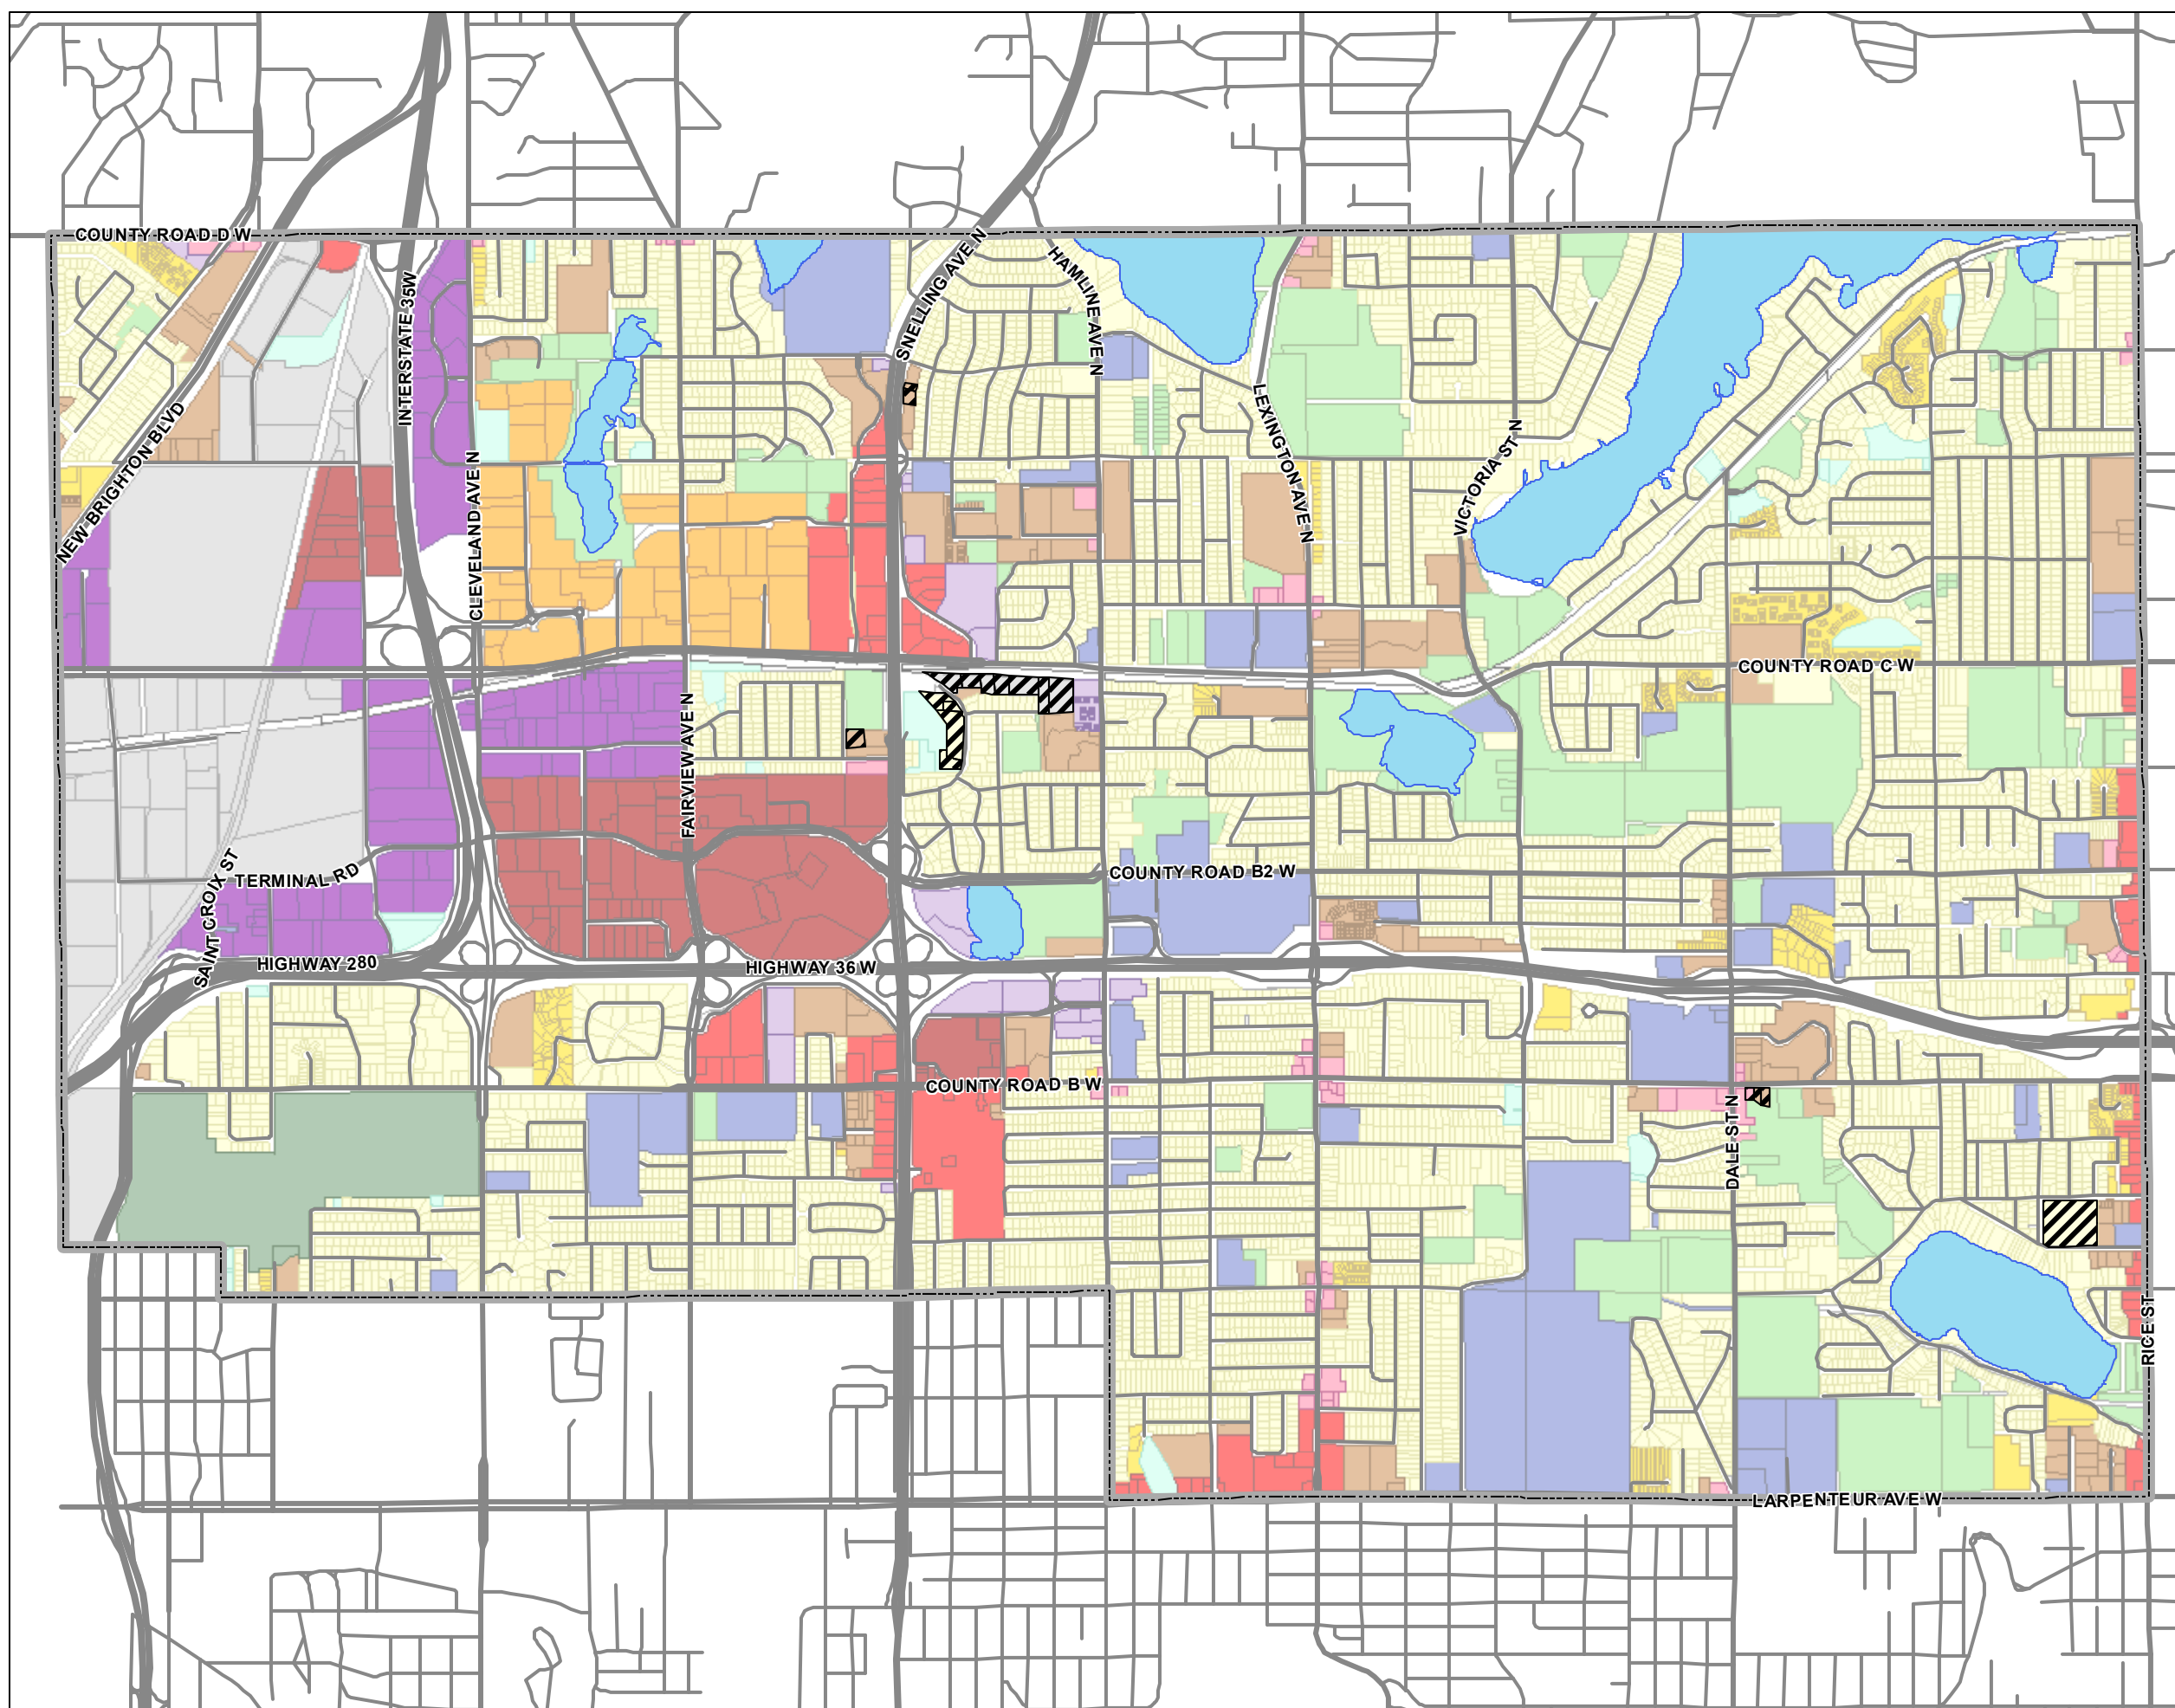 COUNTY ROAD D W
SNELLING AVE N
HAMLINE AVE N
INTERSTATE 35W
NEW BRIGHTON BLVD
CLEVELAND AVE N
LEXINGTON AVE N
VICTORIA ST N
COUNTY ROAD C W
FAIRVIEW AVE N
SAINT CROIX ST
TERMINAL RD
COUNTY ROAD B2 W
HIGHWAY 280
HIGHWAY 36 W
COUNTY ROAD B W
DALE ST N
RICE ST
LARPENTEUR AVE W